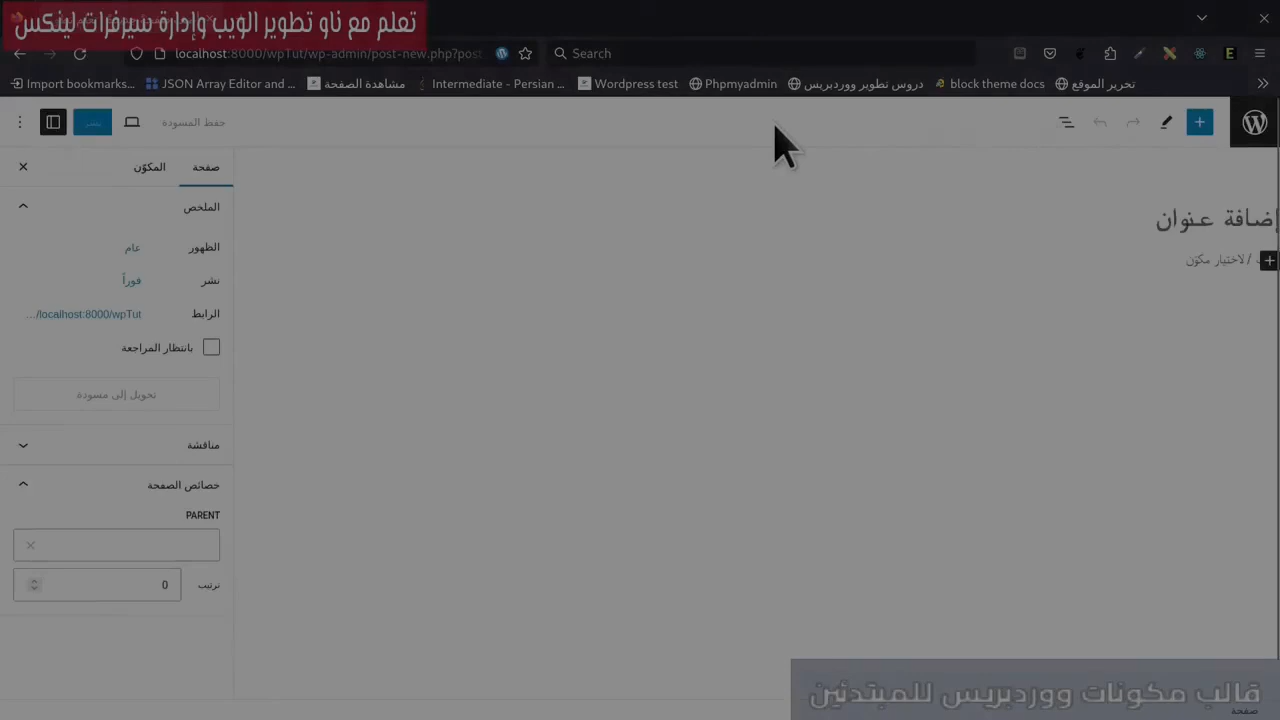 تعلم مع ناو تطوير الويب وإدارة سيرفرات لينكس
localhost:8000/wpTut/wp-admin/post-new.php?post
Search
Import bookmarks...
JSON Array Editor and ...
مشاهدة الصفحة
Intermediate - Persian ...
Wordpress test
Phpmyadmin
دروس تطوير ووردبريس
block theme docs
تحرير الموقع
نشر
حفظ المسودة
صفحة
المكوّن
الملخص
الظهور
عام
نشر
فوراً
الرابط
localhost:8000/wpTut/...
بانتظار المراجعة
تحويل إلى مسودة
مناقشة
خصائص الصفحة
PARENT
ترتيب
0
إضافة عنوان
/ لاختيار مكوّن
قالب مكونات ووردبريس للمبتدئين
صفحة